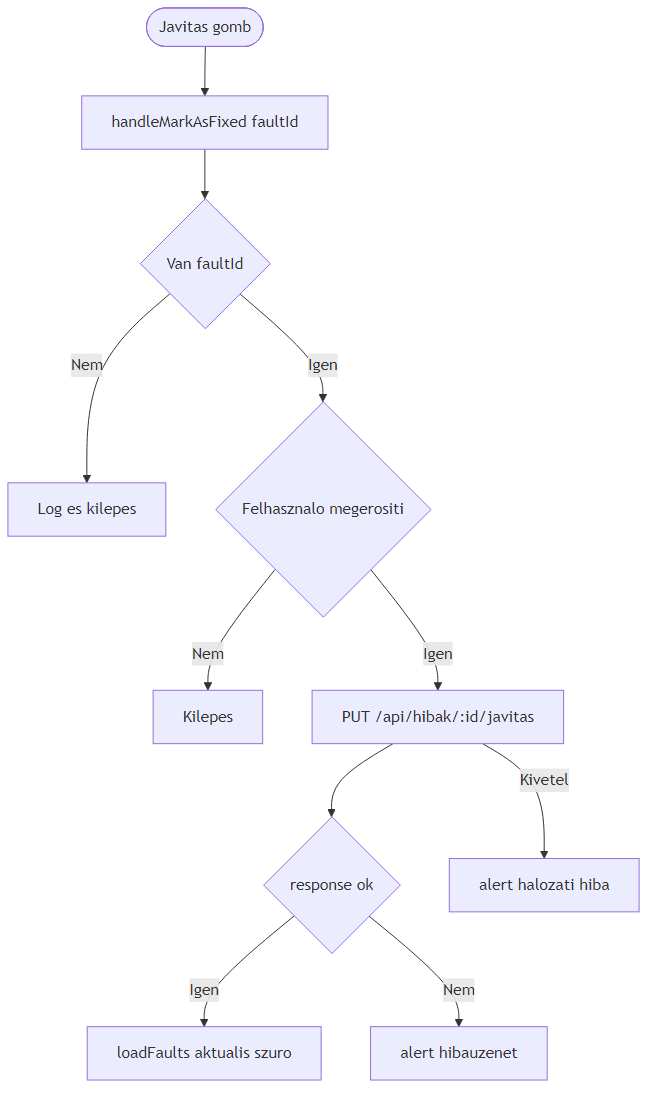 Javitas gomb
handleMarkAsFixed faultId
Van faultId
Nem
Igen
Log es kilepes
Felhasznalo megerositi
Nem
Igen
Kilepes
PUT /api/hibak/:id/javitas
Kivetel
response ok
alert halozati hiba
Igen
Nem
loadFaults aktualis szuro
alert hibauzenet